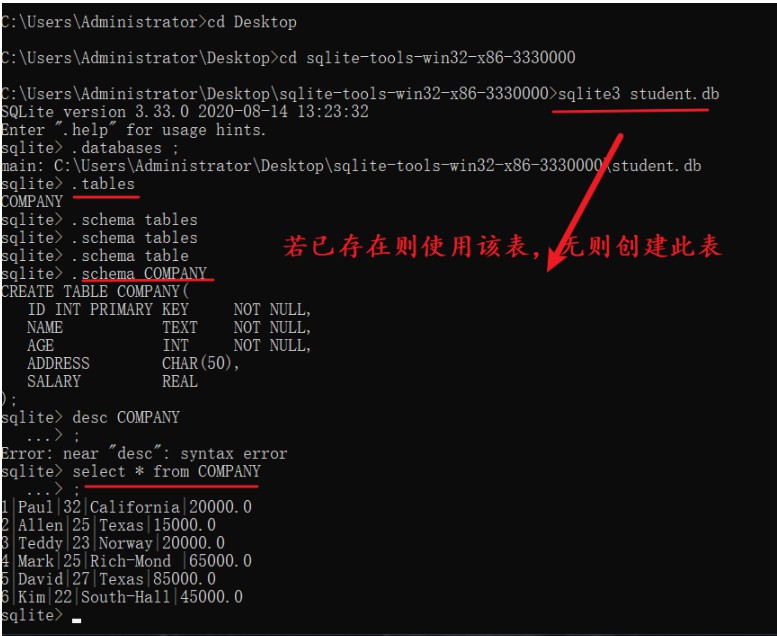 C:\Users\Administrator>cd Desktop
C:\Users\Administrator\Desktop>cd sqlite-tools-win32-x86-3330000
C:\Users\Administrator\Desktop\sqlite-tools-win32-x86-3330000>sqlite3 student.db
SQLite version 3.33.0 2020-08-14 13:23:32
Enter ".help" for usage hints.
sqlite> .databases ;
main: C:\Users\Administrator\Desktop\sqlite-tools-win32-x86-3330000\student.db
sqlite> .tables
COMPANY
sqlite> .schema tables
sqlite> .schema tables
sqlite> .schema table
若已存在则使用该表，无则创建此表
sqlite> .schema COMPANY
CREATE TABLE COMPANY(
   ID INT PRIMARY KEY     NOT NULL,
   NAME           TEXT    NOT NULL,
   AGE            INT     NOT NULL,
   ADDRESS        CHAR(50),
   SALARY         REAL
);
sqlite> desc COMPANY
   ...> ;
Error: near "desc": syntax error
sqlite> select * from COMPANY
   ...> ;
1|Paul|32|California|20000.0
2|Allen|25|Texas|15000.0
3|Teddy|23|Norway|20000.0
4|Mark|25|Rich-Mond |65000.0
5|David|27|Texas|85000.0
6|Kim|22|South-Hall|45000.0
sqlite>